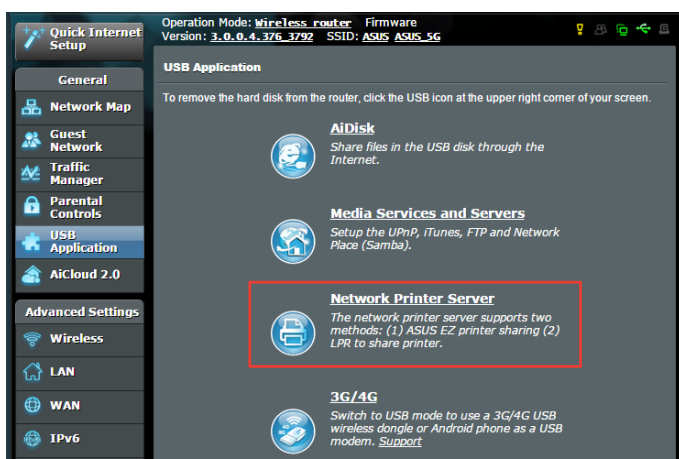 Quick Internet
Setup
Operation Mode: Wireless router Firmware
Version: 3.0.0.4.376_3792 SSID: ASUS ASUS_5G
General
Network Map
Guest
Network
Traffic
Manager
Parental
Controls
USB
Application
AiCloud 2.0
Advanced Settings
Wireless
LAN
WAN
IPv6
USB Application
To remove the hard disk from the router, click the USB icon at the upper right corner of your screen.
AiDisk
Share files in the USB disk through the
Internet.
Media Services and Servers
Setup the UPnP, iTunes, FTP and Network
Place (Samba).
Network Printer Server
The network printer server supports two
methods: (1) ASUS EZ printer sharing (2)
LPR to share printer.
3G/4G
Switch to USB mode to use a 3G/4G USB
wireless dongle or Android phone as a USB
modem. Support